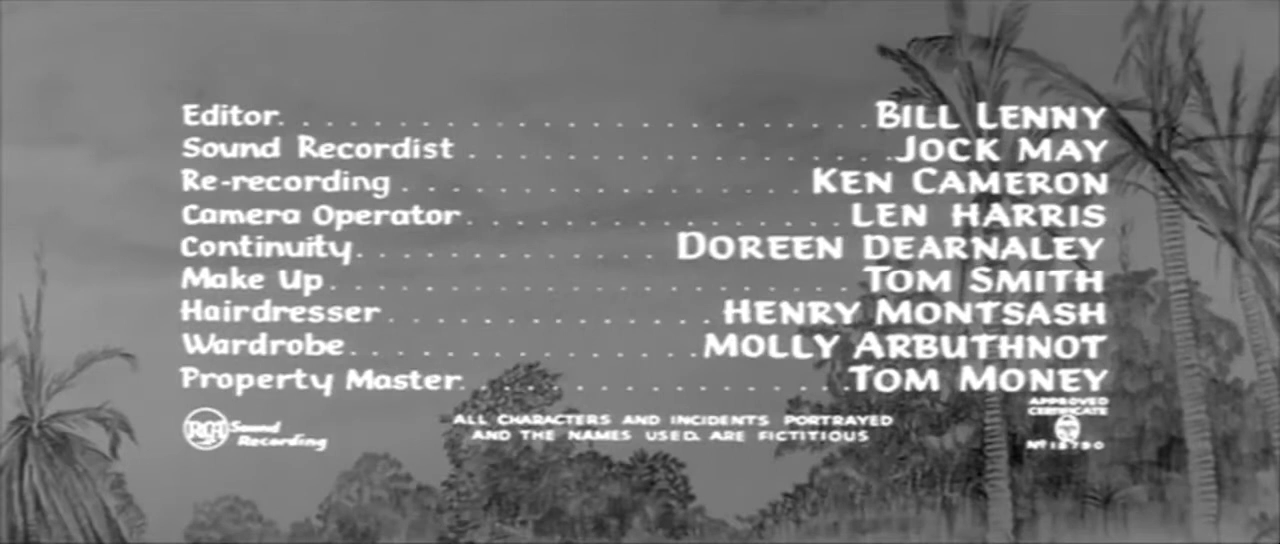 Editor. . . . . . . . . . . . . . . . . . . . . . . . . BILL LENNY
Sound Recordist . . . . . . . . . . . . . . . . . . JOCK MAY
Re-recording . . . . . . . . . . . . . . . . . KEN CAMERON
Camera Operator . . . . . . . . . . . . . . . . LEN HARRIS
Continuity . . . . . . . . . . . . . DOREEN DEARNALEY
Make Up . . . . . . . . . . . . . . . . . . . . . . . TOM SMITH
Hairdresser . . . . . . . . . . . . . . HENRY MONTSASH
Wardrobe . . . . . . . . . . . . . . . MOLLY ARBUTHNOT
Property Master . . . . . . . . . . . . . . . . TOM MONEY
RCA Sound Recording
ALL CHARACTERS AND INCIDENTS PORTRAYED
AND THE NAMES USED ARE FICTITIOUS
APPROVED
CERTIFICATE